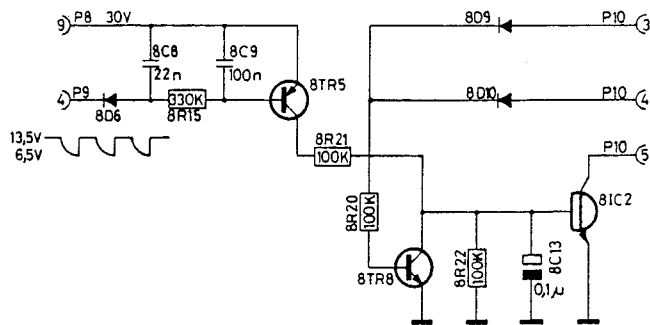 9 P8 30V
8C8
22n
8C9
100n
8TR5
4 P9
8D6
330K
8R15
13,5V
6,5V
8R21
100K
8D9
P10 3
8D10
P10 4
P10 5
8IC2
8R20
100K
8TR8
8R22
100K
8C13
0,1µ